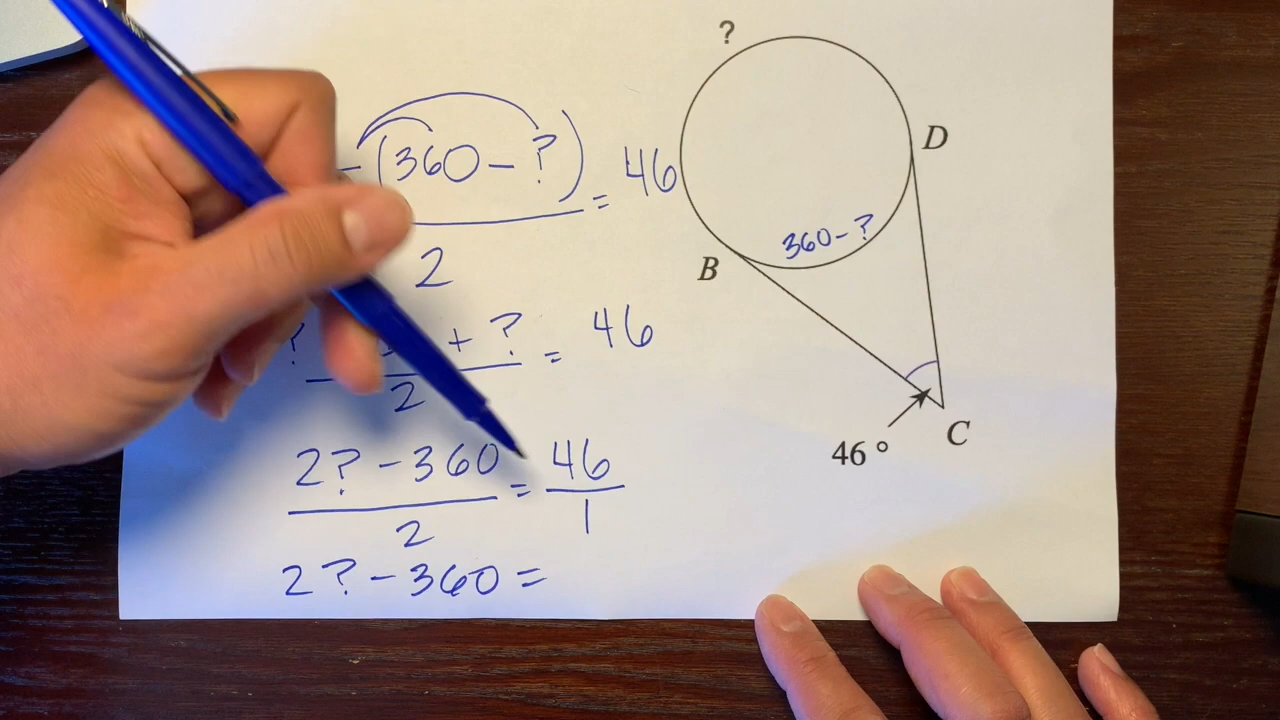 ?
D
-(360-?) = 46
360-?
2
B
? + ? = 46
2
46°
C
2?-360 = 46
2 1
2?-360=